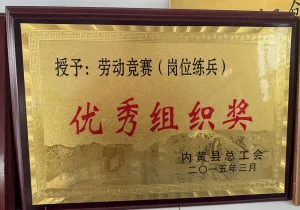 授予：劳动竞赛（岗位练兵）
优秀组织奖
内黄县总工会
二〇一五年三月